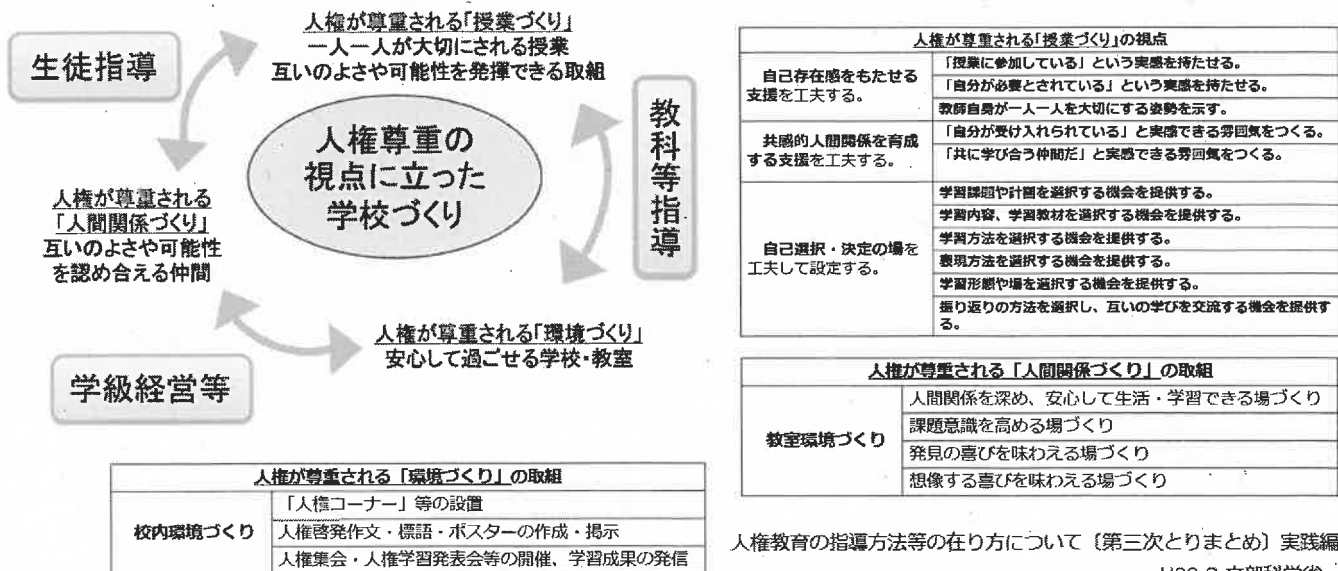 人権が尊重される「授業づくり」
一人一人が大切にされる授業
互いのよさや可能性を発揮できる取組
生徒指導
人権尊重の
視点に立った
学校づくり
教科等指導
人権が尊重される
「人間関係づくり」
互いのよさや可能性
を認め合える仲間
人権が尊重される「環境づくり」
安心して過ごせる学校・教室
学級経営等
人権が尊重される「環境づくり」の取組
校内環境づくり
「人権コーナー」等の設置
人権啓発作文・標語・ポスターの作成・掲示
人権集会・人権学習発表会等の開催、学習成果の発信
人権が尊重される「授業づくり」の視点
自己存在感をもたせる
支援を工夫する。
「授業に参加している」という実感を持たせる。
「自分が必要とされている」という実感を持たせる。
教師自身が一人一人を大切にする姿勢を示す。
共感的人間関係を育成
する支援を工夫する。
「自分が受け入れられている」と実感できる雰囲気をつくる。
「共に学び合う仲間だ」と実感できる雰囲気をつくる。
自己選択・決定の場を
工夫して設定する。
学習課題や計画を選択する機会を提供する。
学習内容、学習教材を選択する機会を提供する。
学習方法を選択する機会を提供する。
表現方法を選択する機会を提供する。
学習形態や場を選択する機会を提供する。
振り返りの方法を選択し、互いの学びを交流する機会を提供す
る。
人権が尊重される「人間関係づくり」の取組
教室環境づくり
人間関係を深め、安心して生活・学習できる場づくり
課題意識を高める場づくり
発見の喜びを味わえる場づくり
想像する喜びを味わえる場づくり
人権教育の指導方法等の在り方について〔第三次とりまとめ〕実践編